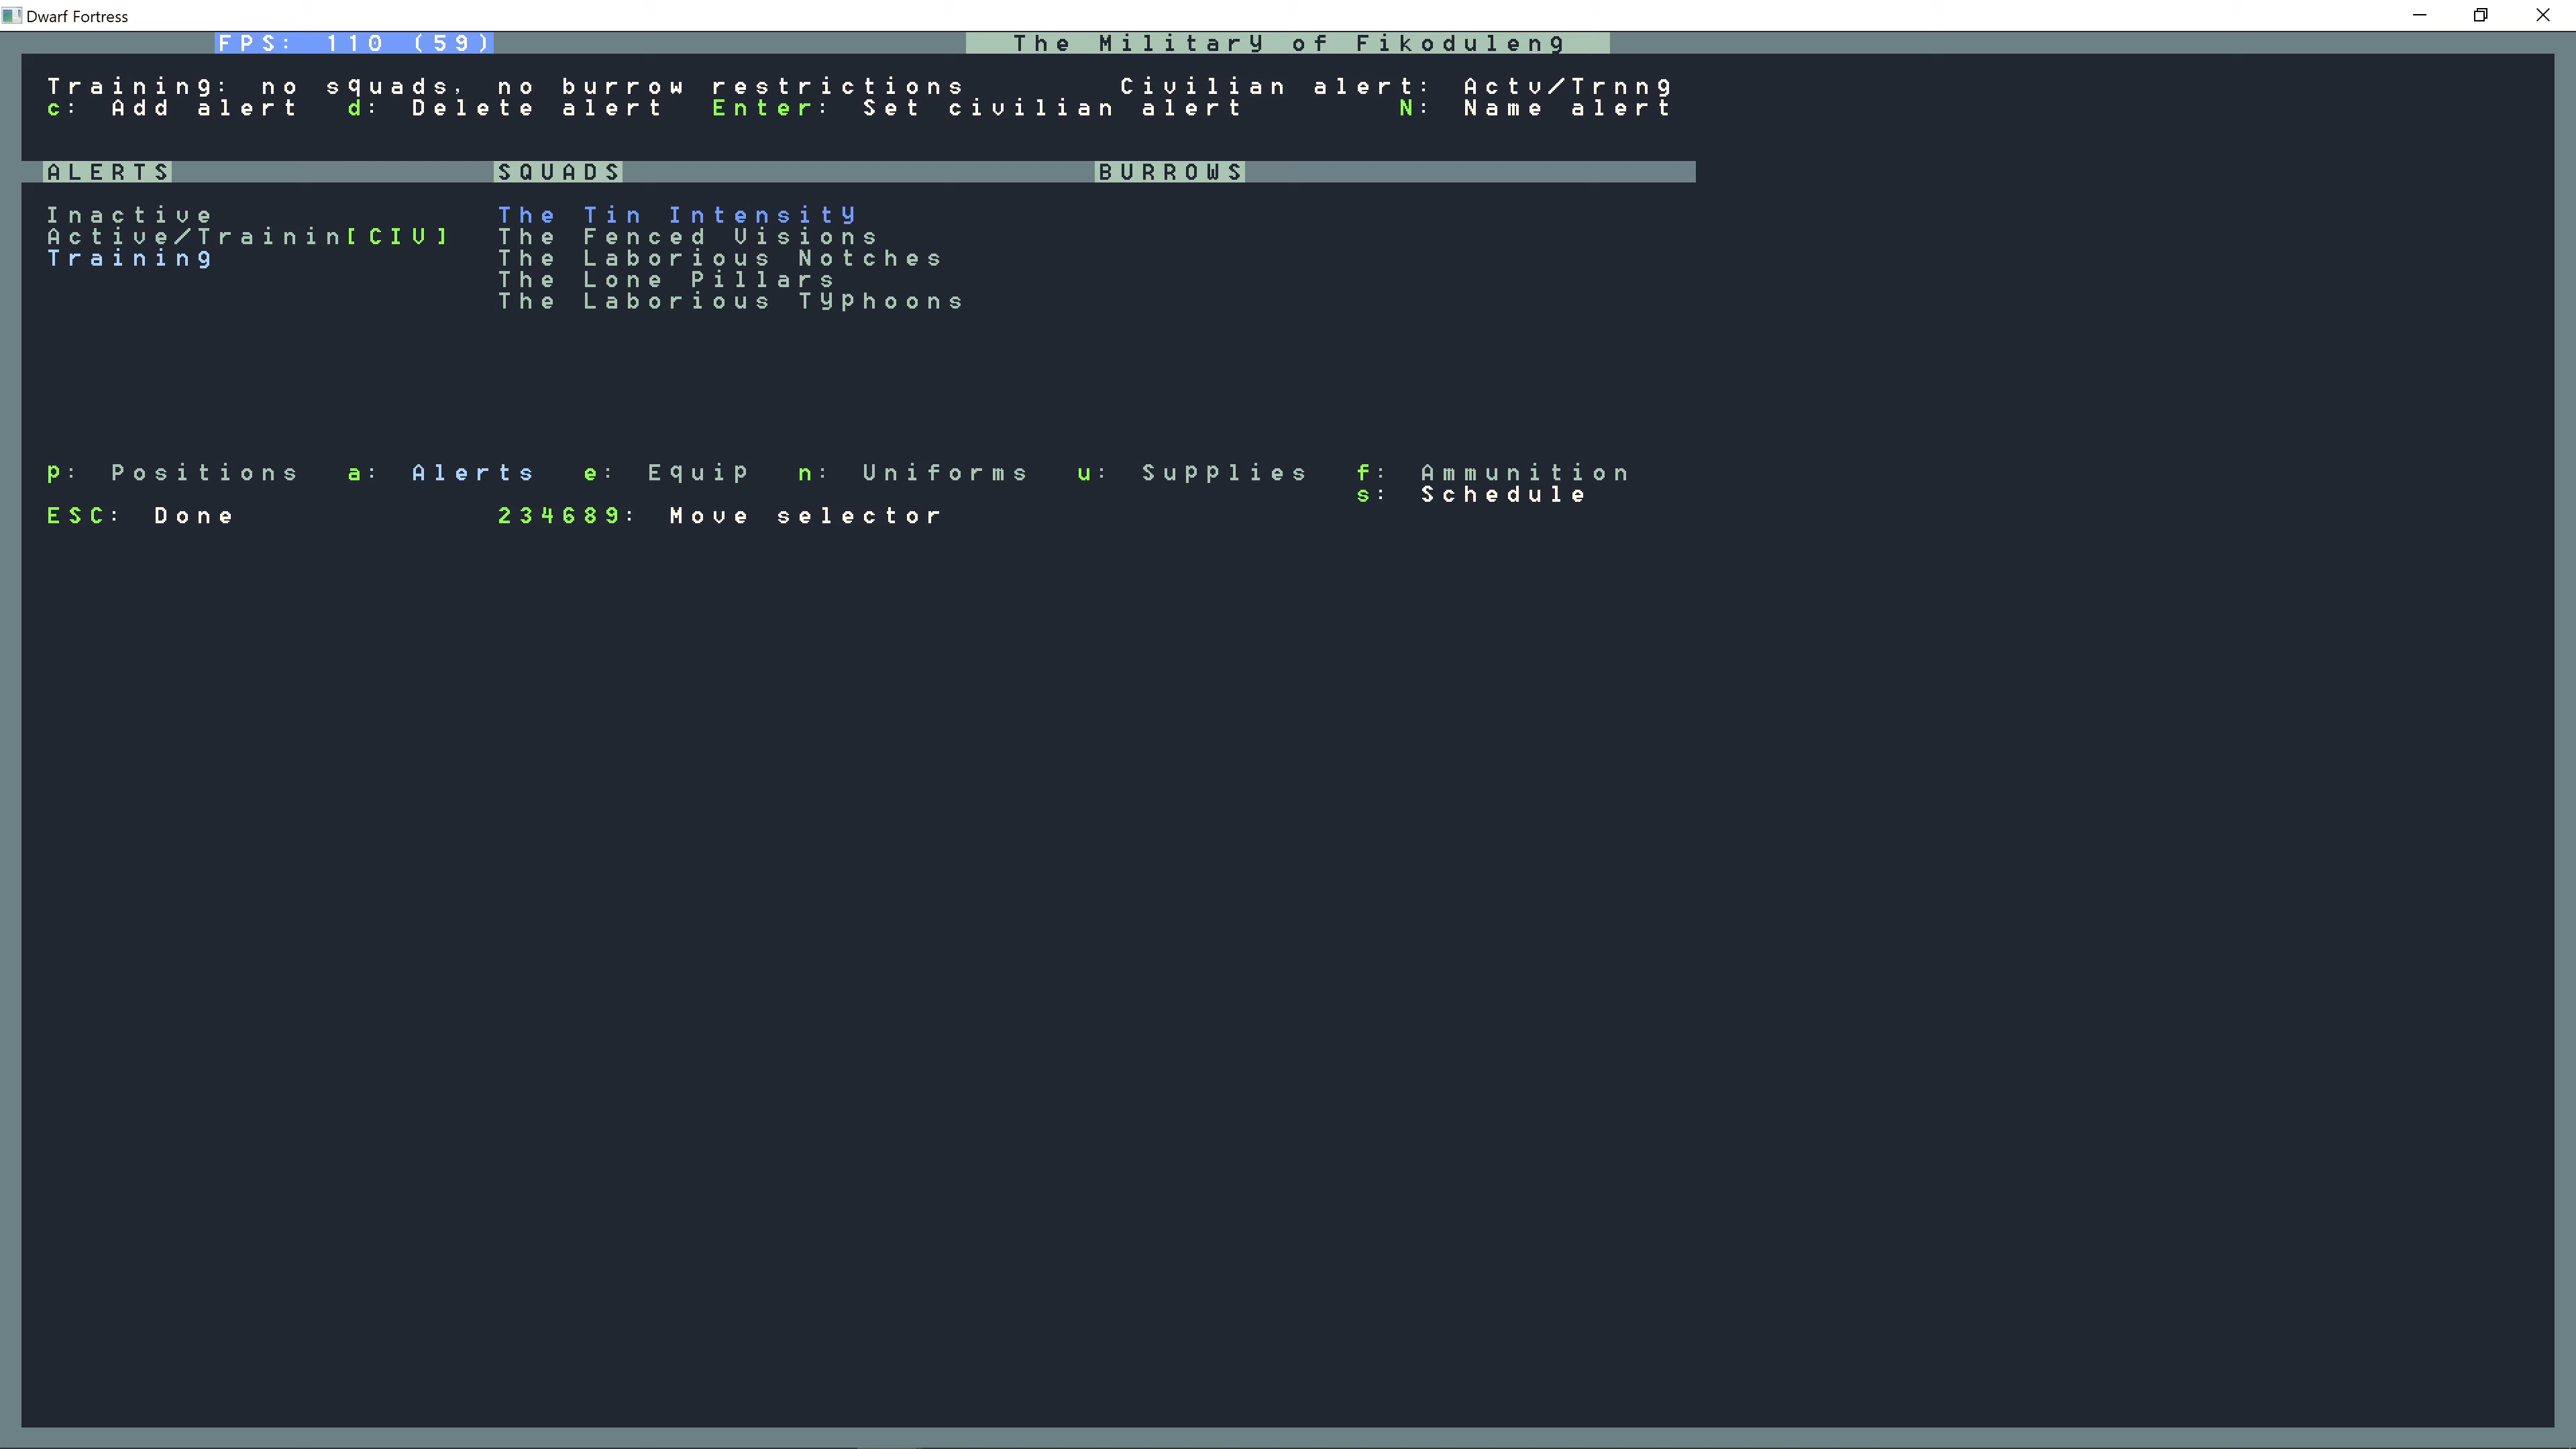 Dwarf Fortress
FPS: 110 (59) The Military of Fikoduleng
Training: no squads, no burrow restrictions Civilian alert: Actv/Trnng
c: Add alert d: Delete alert Enter: Set civilian alert N: Name alert
ALERTS SQUADS BURROWS
Inactive The Tin Intensity
Active/Trainin[CIV] The Fenced Visions
Training The Laborious Notches
The Lone Pillars
The Laborious Typhoons
p: Positions a: Alerts e: Equip n: Uniforms u: Supplies f: Ammunition
s: Schedule
ESC: Done 234689: Move selector